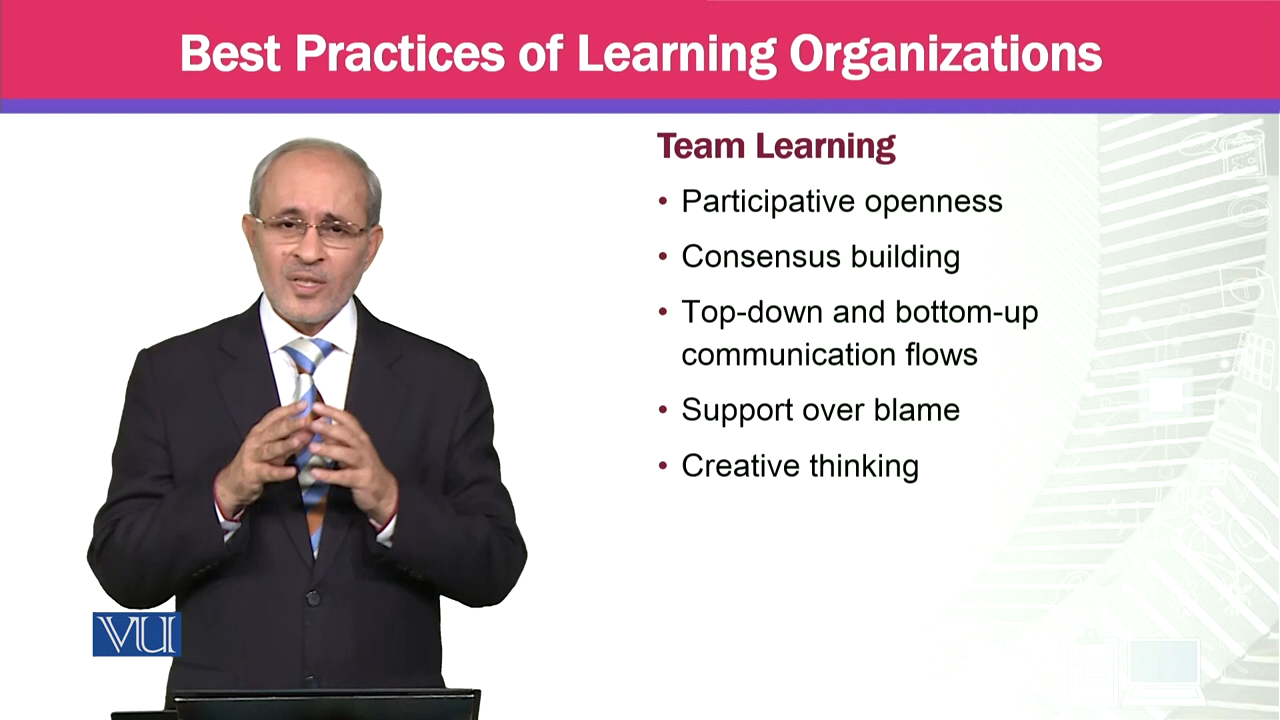 Best Practices of Learning Organizations
Team Learning
• Participative openness
• Consensus building
• Top-down and bottom-up
communication flows
• Support over blame
• Creative thinking
VU